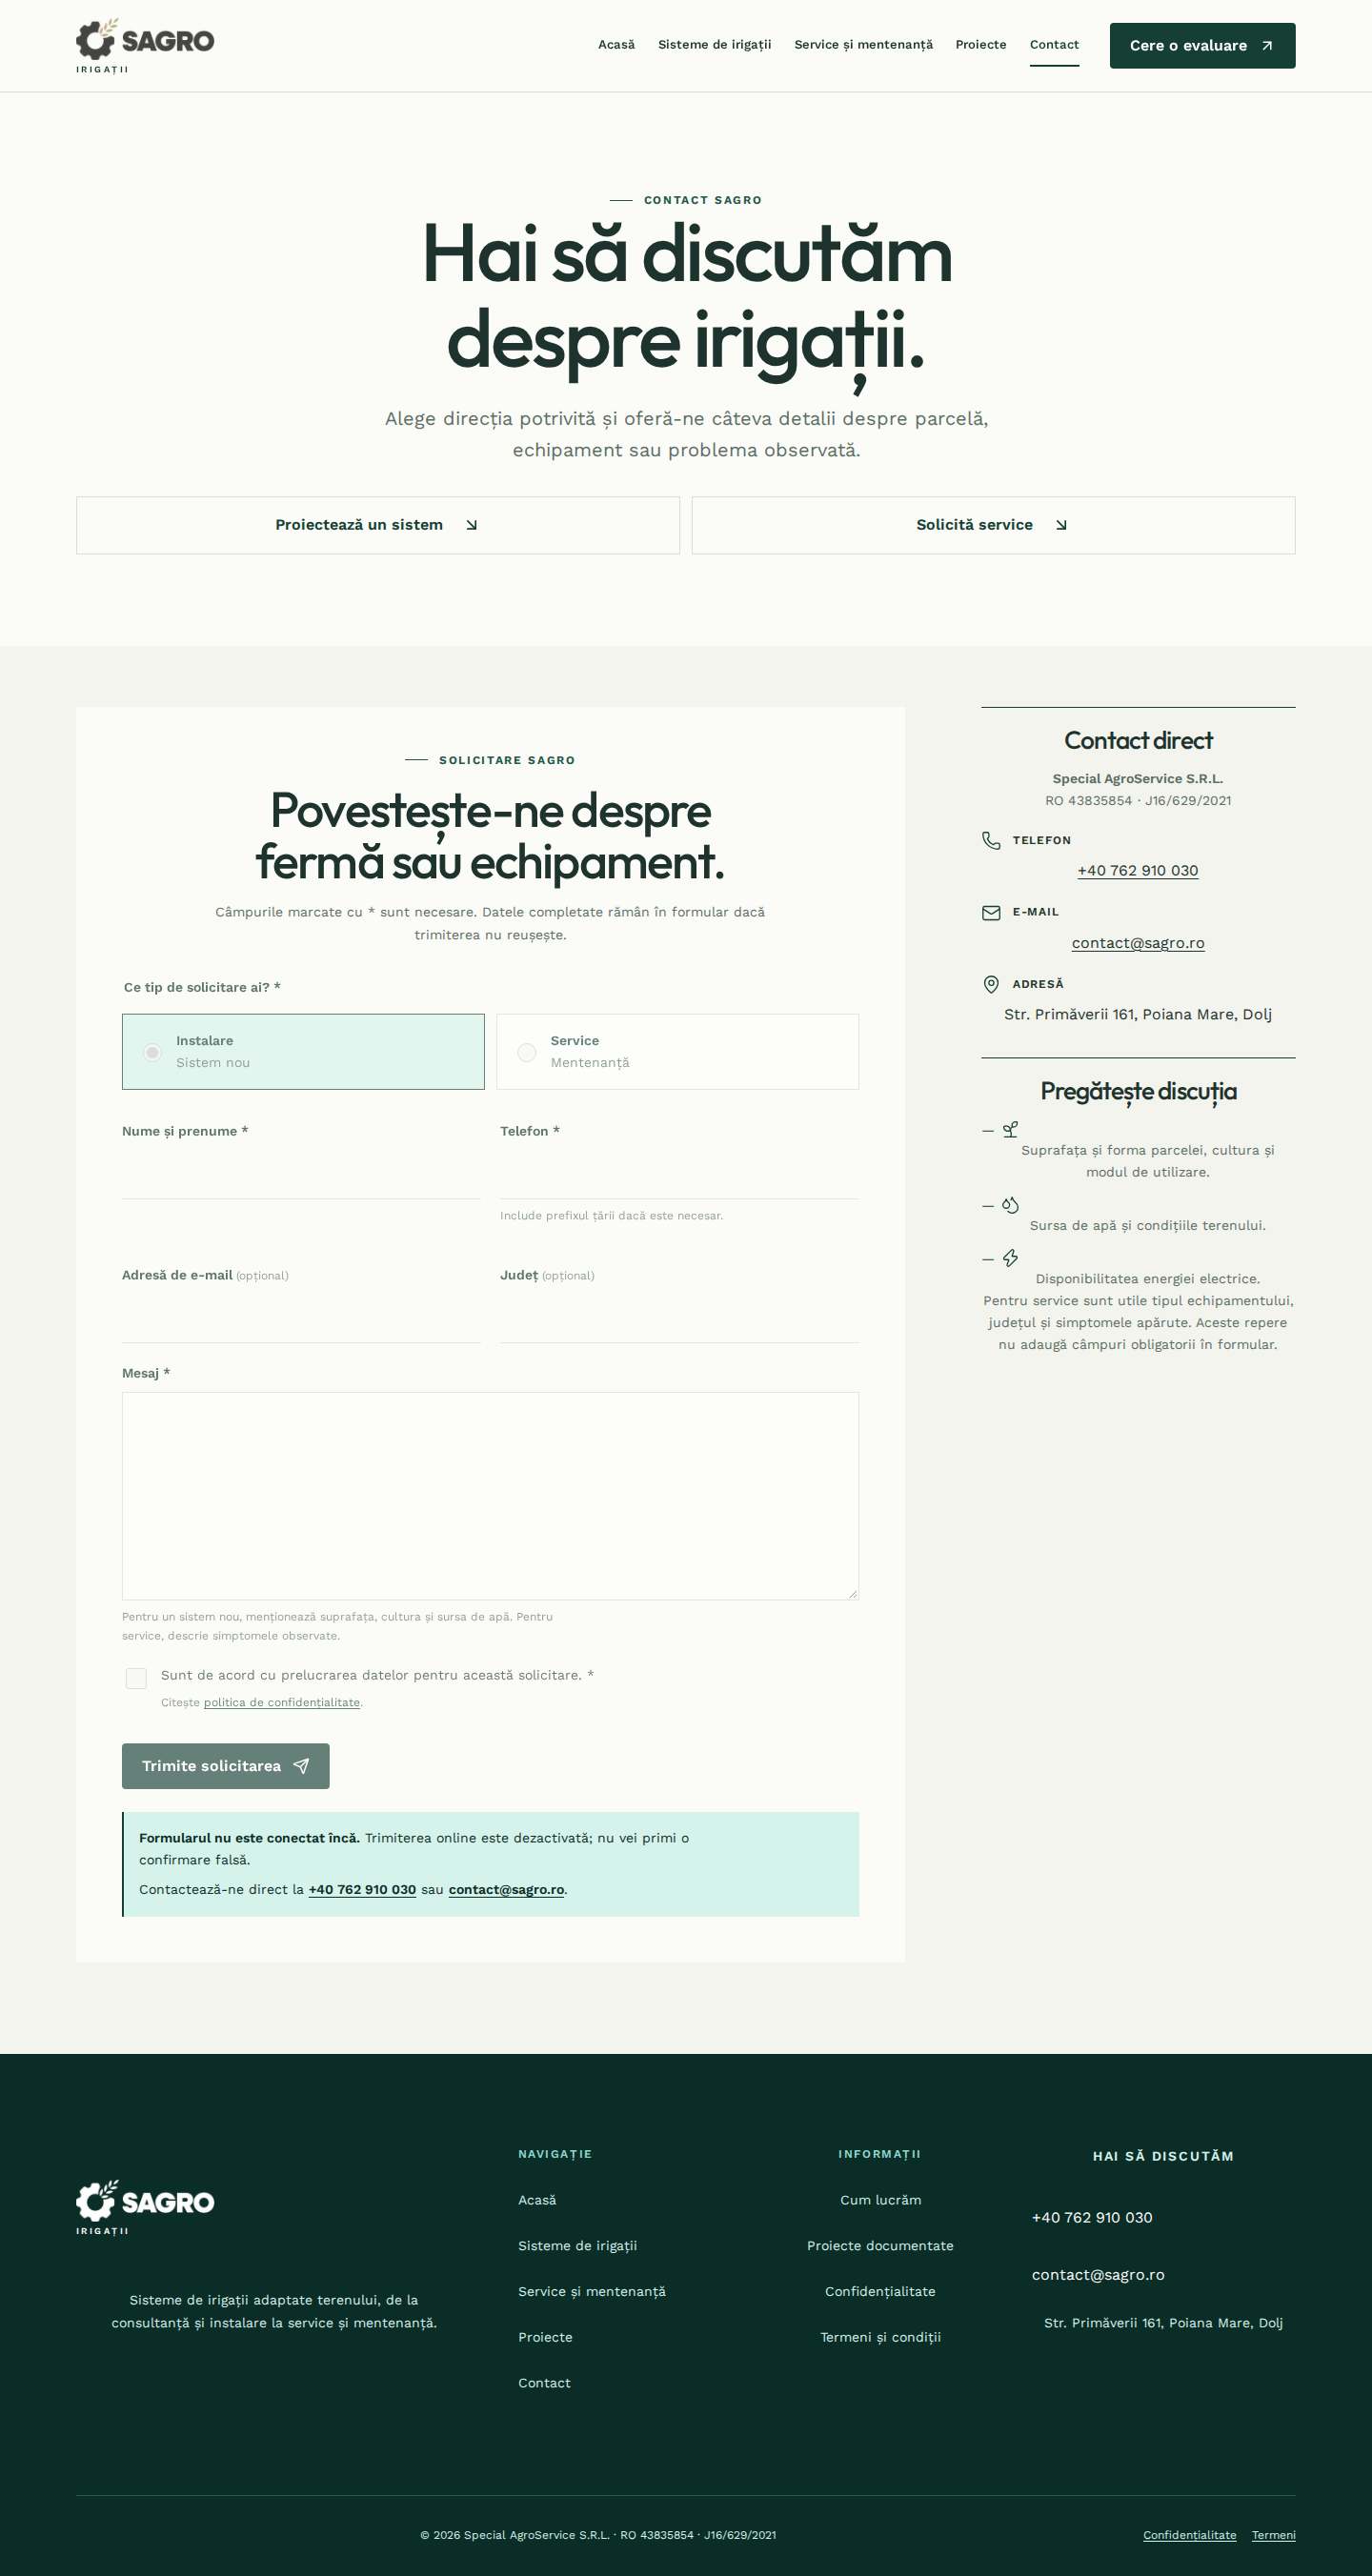 SAGRO
IRIGAȚII
Acasă
Sisteme de irigații
Service și mentenanță
Proiecte
Contact
Cere o evaluare
CONTACT SAGRO
Hai să discutăm
despre irigații.
Alege direcția potrivită și oferă-ne câteva detalii despre parcelă,
echipament sau problema observată.
Proiectează un sistem
Solicită service
SOLICITARE SAGRO
Povestește-ne despre
fermă sau echipament.
Câmpurile marcate cu * sunt necesare. Datele completate rămân în formular dacă
trimiterea nu reușește.
Ce tip de solicitare ai? *
Instalare
Sistem nou
Service
Mentenanță
Nume și prenume *
Telefon *
Include prefixul țării dacă este necesar.
Adresă de e-mail (opțional)
Județ (opțional)
Mesaj *
Pentru un sistem nou, menționează suprafața, cultura și sursa de apă. Pentru
service, descrie simptomele observate.
Sunt de acord cu prelucrarea datelor pentru această solicitare. *
Citește politica de confidențialitate.
Trimite solicitarea
Formularul nu este conectat încă. Trimiterea online este dezactivată; nu vei primi o
confirmare falsă.
Contactează-ne direct la +40 762 910 030 sau contact@sagro.ro.
Contact direct
Special AgroService S.R.L.
RO 43835854 · J16/629/2021
TELEFON
+40 762 910 030
E-MAIL
contact@sagro.ro
ADRESĂ
Str. Primăverii 161, Poiana Mare, Dolj
Pregătește discuția
Suprafața și forma parcelei, cultura și
modul de utilizare.
Sursa de apă și condițiile terenului.
Disponibilitatea energiei electrice.
Pentru service sunt utile tipul echipamentului,
județul și simptomele apărute. Aceste repere
nu adaugă câmpuri obligatorii în formular.
SAGRO
IRIGAȚII
Sisteme de irigații adaptate terenului, de la
consultanță și instalare la service și mentenanță.
NAVIGAȚIE
Acasă
Sisteme de irigații
Service și mentenanță
Proiecte
Contact
INFORMAȚII
Cum lucrăm
Proiecte documentate
Confidențialitate
Termeni și condiții
HAI SĂ DISCUTĂM
+40 762 910 030
contact@sagro.ro
Str. Primăverii 161, Poiana Mare, Dolj
© 2026 Special AgroService S.R.L. · RO 43835854 · J16/629/2021
Confidențialitate
Termeni